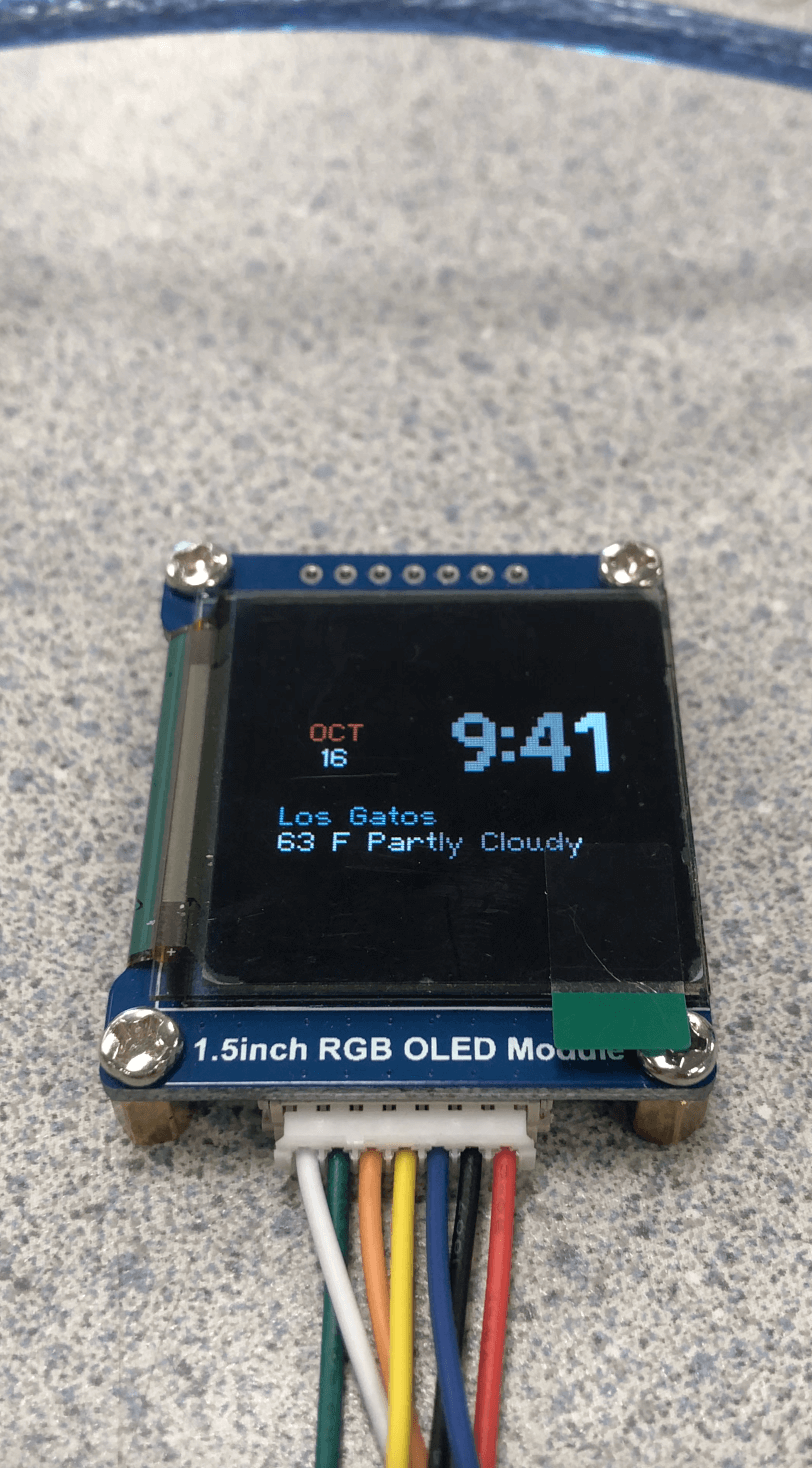 OCT
16
9:41
Los Gatos
63 F Partly Cloudy
1.5inch RGB OLED Module